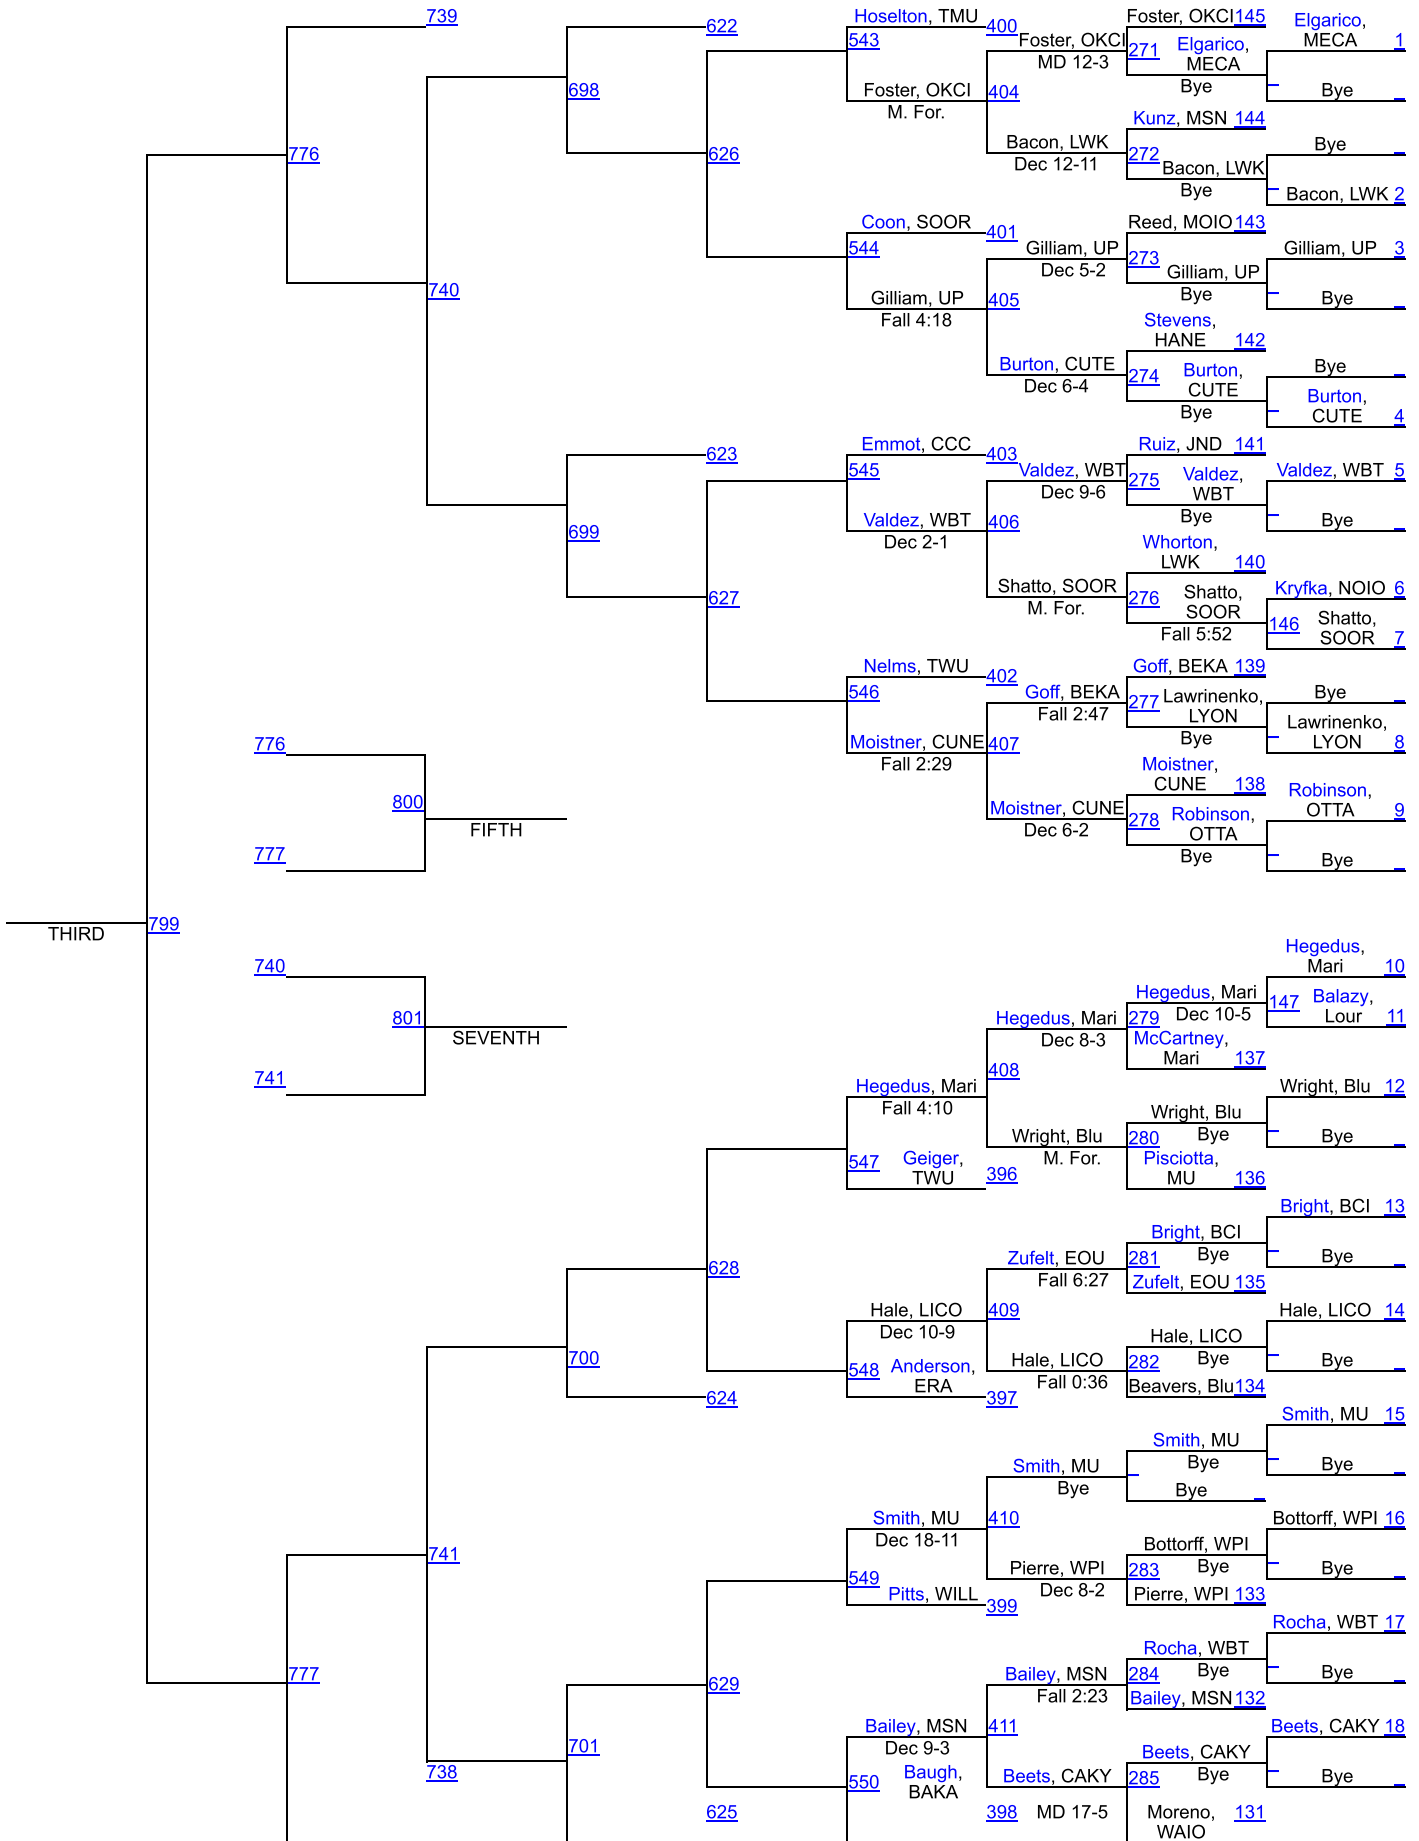 739
622
Hoselton, TMU
400
Foster, OKCI 145
Elgarico,
MECA 1
543
Foster, OKCI
MD 12-3
271 Elgarico,
MECA
Bye
Bye
698
Foster, OKCI 404
M. For.
Kunz, MSN 144
776
626
Bacon, LWK
Dec 12-11
272 Bacon, LWK
Bye
Bye
Bacon, LWK 2
Coon, SOOR
401
Reed, MOIO 143
544
Gilliam, UP
Dec 5-2
273 Gilliam, UP
Bye
Gilliam, UP 3
Bye
740
Gilliam, UP 405
Fall 4:18
Stevens,
HANE 142
Burton, CUTE
Dec 6-4
274 Burton,
CUTE
Bye
Bye
Burton,
CUTE 4
623
Emmot, CCC
403
Ruiz, JND 141
545
Valdez, WBT
Dec 9-6
275 Valdez,
WBT
Bye
Valdez, WBT 5
Bye
699
Valdez, WBT 406
Dec 2-1
Whorton,
LWK 140
627
Shatto, SOOR
M. For.
276 Shatto,
SOOR
Fall 5:52
Kryfka, NOIO 6
146 Shatto,
SOOR 7
Nelms, TWU
402
Goff, BEKA 139
546
Goff, BEKA
Fall 2:47
277 Lawrinenko,
LYON
Bye
Bye
Lawrinenko,
LYON 8
776
Moistner, CUNE 407
Fall 2:29
Moistner,
CUNE 138
800
FIFTH
Moistner, CUNE
Dec 6-2
278 Robinson,
OTTA
Bye
Robinson,
OTTA 9
Bye
777
799
THIRD
740
Hegedus,
Mari 10
801
SEVENTH
Hegedus, Mari
Dec 8-3
Hegedus, Mari
279 Dec 10-5
McCartney,
Mari 137
147 Balazy,
Lour 11
741
Hegedus, Mari
Fall 4:10
408
Wright, Blu 12
Wright, Blu
M. For.
Wright, Blu
280 Bye
Pisciotta,
MU 136
Bye
547 Geiger,
TWU
396
Bright, BCI 13
628
Zufelt, EOU
Fall 6:27
Bright, BCI
281 Bye
Zufelt, EOU 135
Bye
Hale, LICO
Dec 10-9
409
Hale, LICO 14
700
548 Anderson,
ERA
Hale, LICO
Fall 0:36
Hale, LICO
282 Bye
Beavers, Blu 134
Bye
624
397
Smith, MU 15
Smith, MU
Bye
Smith, MU
Bye
Bye
Bye
741
Smith, MU
Dec 18-11
410
Bottorff, WPI 16
549
Pitts, WILL
399
Pierre, WPI
Dec 8-2
Bottorff, WPI
283 Bye
Pierre, WPI 133
Bye
Rocha, WBT 17
777
629
Bailey, MSN
Fall 2:23
Rocha, WBT
284 Bye
Bailey, MSN 132
Bye
701
Bailey, MSN
Dec 9-3
411
Beets, CAKY 18
738
550 Baugh,
BAKA
Beets, CAKY
Beets, CAKY
285 Bye
Bye
625
398 MD 17-5
Moreno,
WAIO 131